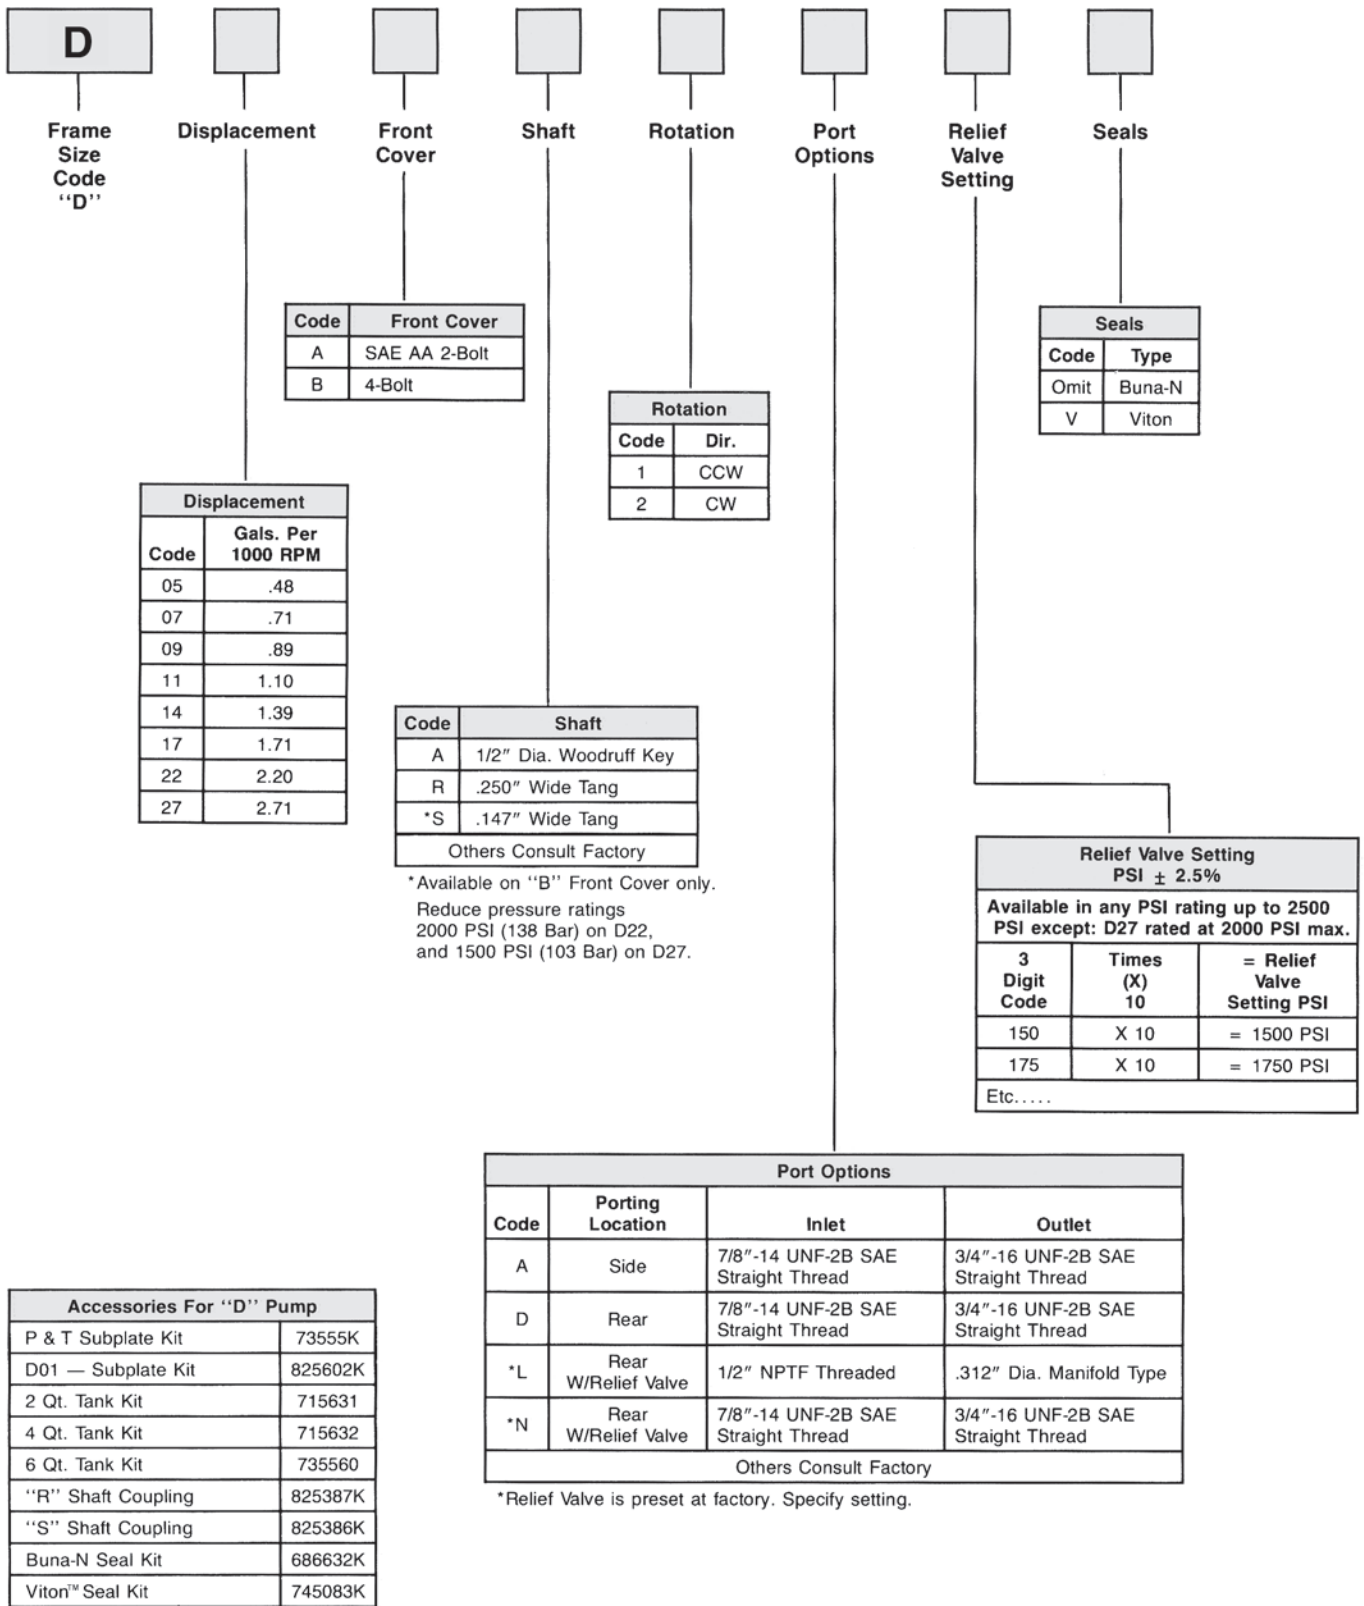 D
Frame
Size
Code
‘‘D’’
Displacement
Front
Cover
Shaft
Rotation
Port
Options
Relief
Valve
Setting
Seals
Code Front Cover
A SAE AA 2-Bolt
B 4-Bolt
Seals
Code Type
Omit Buna-N
V Viton
Rotation
Code Dir.
1 CCW
2 CW
Displacement
Code Gals. Per
1000 RPM
05 .48
07 .71
09 .89
11 1.10
14 1.39
17 1.71
22 2.20
27 2.71
Code Shaft
A 1/2″ Dia. Woodruff Key
R .250″ Wide Tang
*S .147″ Wide Tang
Others Consult Factory
*Available on ‘‘B’’ Front Cover only.
Reduce pressure ratings
2000 PSI (138 Bar) on D22,
and 1500 PSI (103 Bar) on D27.
Relief Valve Setting
PSI ± 2.5%
Available in any PSI rating up to 2500
PSI except: D27 rated at 2000 PSI max.
3 Times = Relief
Digit (X) Valve
Code 10 Setting PSI
150 X 10 = 1500 PSI
175 X 10 = 1750 PSI
Etc.....
Port Options
Porting
Code Location Inlet Outlet
A Side 7/8″-14 UNF-2B SAE 3/4″-16 UNF-2B SAE
Straight Thread Straight Thread
D Rear 7/8″-14 UNF-2B SAE 3/4″-16 UNF-2B SAE
Straight Thread Straight Thread
*L Rear 1/2″ NPTF Threaded .312″ Dia. Manifold Type
W/Relief Valve
*N Rear 7/8″-14 UNF-2B SAE 3/4″-16 UNF-2B SAE
W/Relief Valve Straight Thread Straight Thread
Others Consult Factory
*Relief Valve is preset at factory. Specify setting.
Accessories For ‘‘D’’ Pump
P & T Subplate Kit 73555K
D01 — Subplate Kit 825602K
2 Qt. Tank Kit 715631
4 Qt. Tank Kit 715632
6 Qt. Tank Kit 735560
‘‘R’’ Shaft Coupling 825387K
‘‘S’’ Shaft Coupling 825386K
Buna-N Seal Kit 686632K
Viton™ Seal Kit 745083K